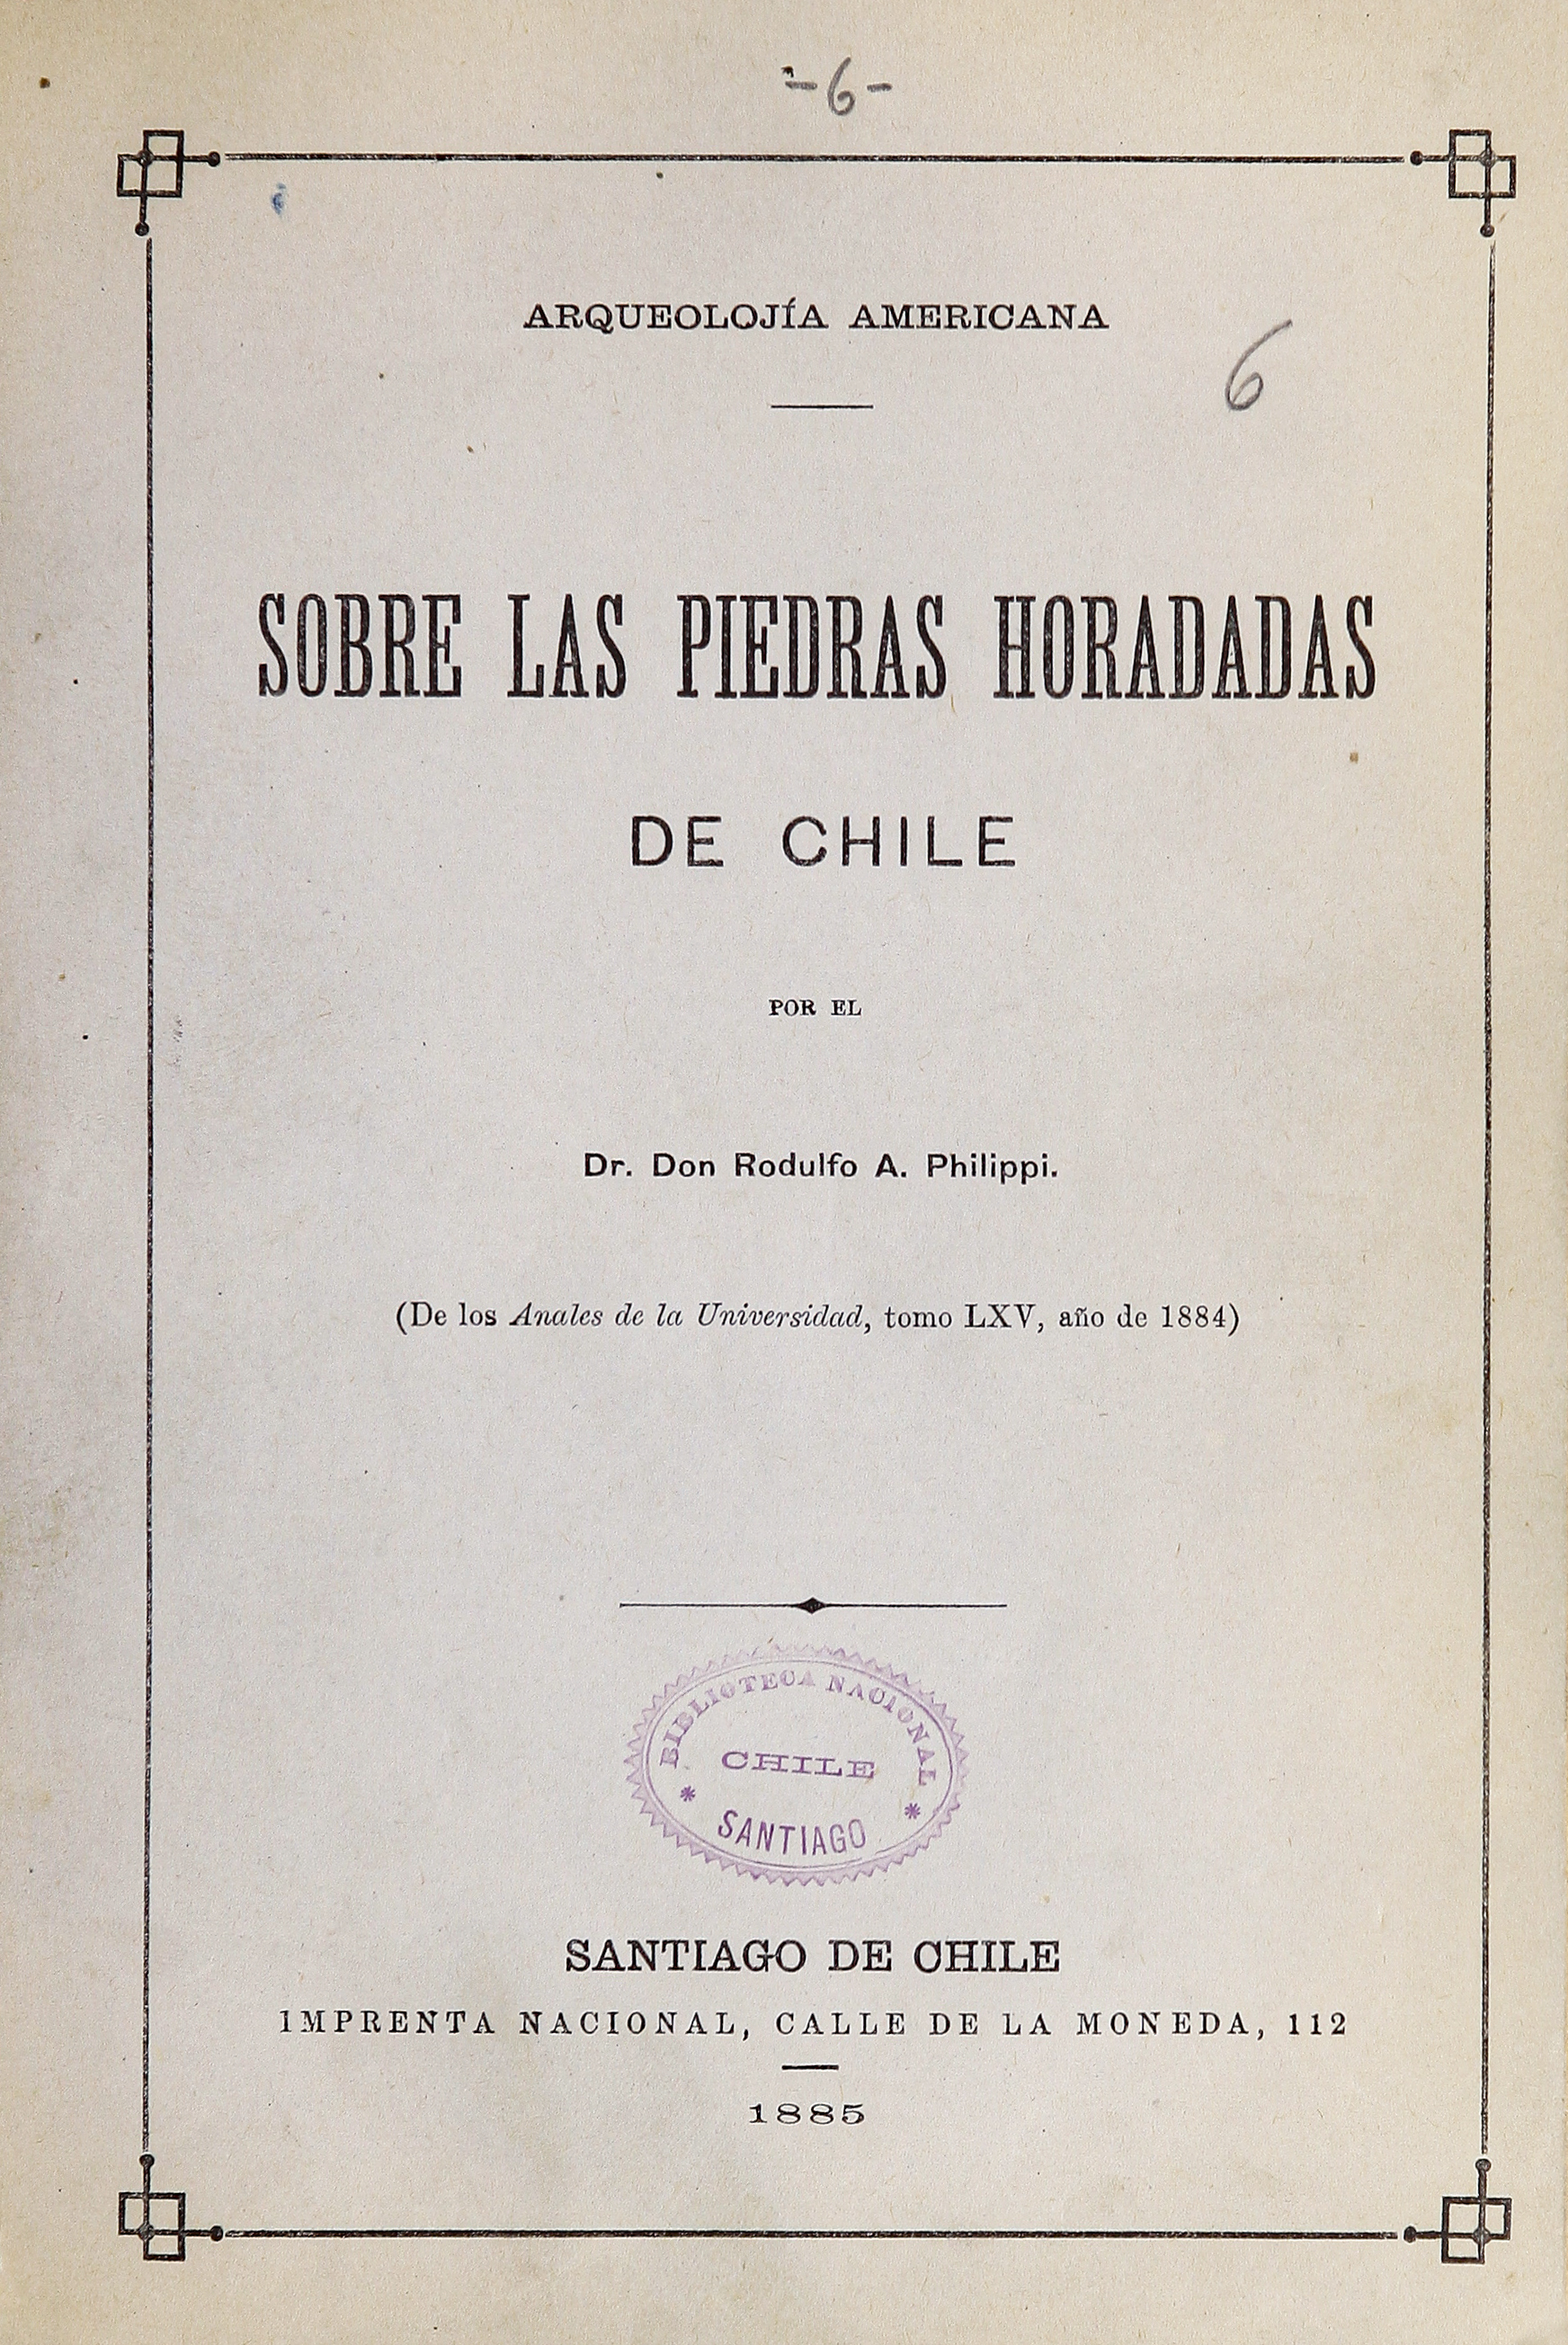 -6-
ARQUEOLOJÍA AMERICANA
6
SOBRE LAS PIEDRAS HORADADAS
DE CHILE
POR EL
Dr. Don Rodulfo A. Philippi.
(De los Anales de la Universidad, tomo LXV, año de 1884)
BIBLIOTECA NACIONAL
CHILE
* SANTIAGO *
SANTIAGO DE CHILE
IMPRENTA NACIONAL, CALLE DE LA MONEDA, 112
1885